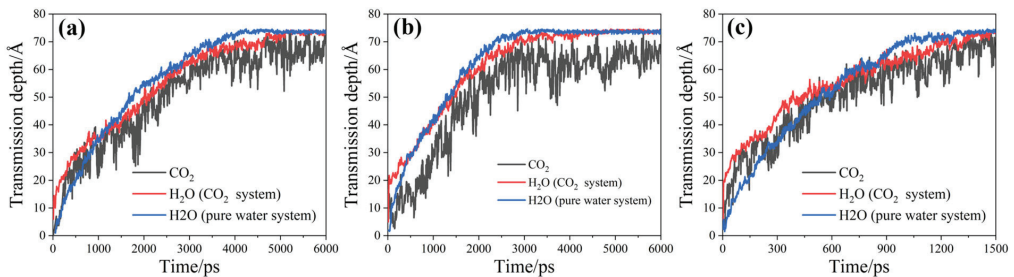 (a)
Transmission depth/Å
80
70
60
50
40
30
20
10
0
CO₂
H₂O (CO₂ system)
H2O (pure water system)
0 1000 2000 3000 4000 5000 6000
Time/ps
(b)
Transmission depth/Å
80
70
60
50
40
30
20
10
0
CO₂
H₂O (CO₂ system)
H2O (pure water system)
0 1000 2000 3000 4000 5000 6000
Time/ps
(c)
Transmission depth/Å
80
70
60
50
40
30
20
10
0
CO₂
H₂O (CO₂ system)
H2O (pure water system)
0 300 600 900 1200 1500
Time/ps